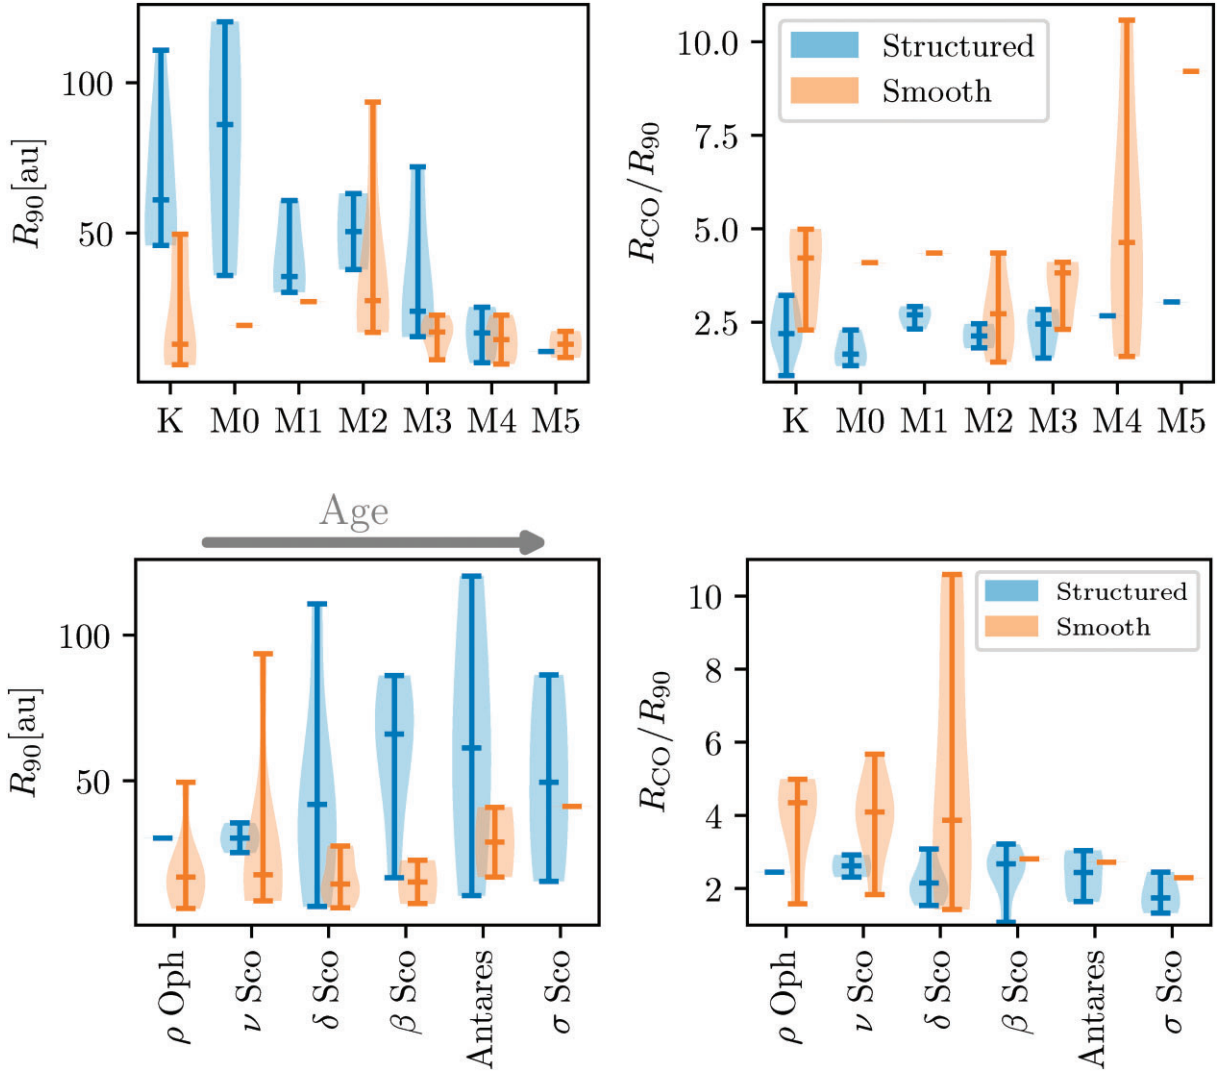 100
50
R90[au]
K M0 M1 M2 M3 M4 M5
10.0
7.5
5.0
2.5
RCO/R90
Structured
Smooth
K M0 M1 M2 M3 M4 M5
Age
100
50
R90[au]
ρ Oph
ν Sco
δ Sco
β Sco
Antares
σ Sco
10
8
6
4
2
RCO/R90
Structured
Smooth
ρ Oph
ν Sco
δ Sco
β Sco
Antares
σ Sco